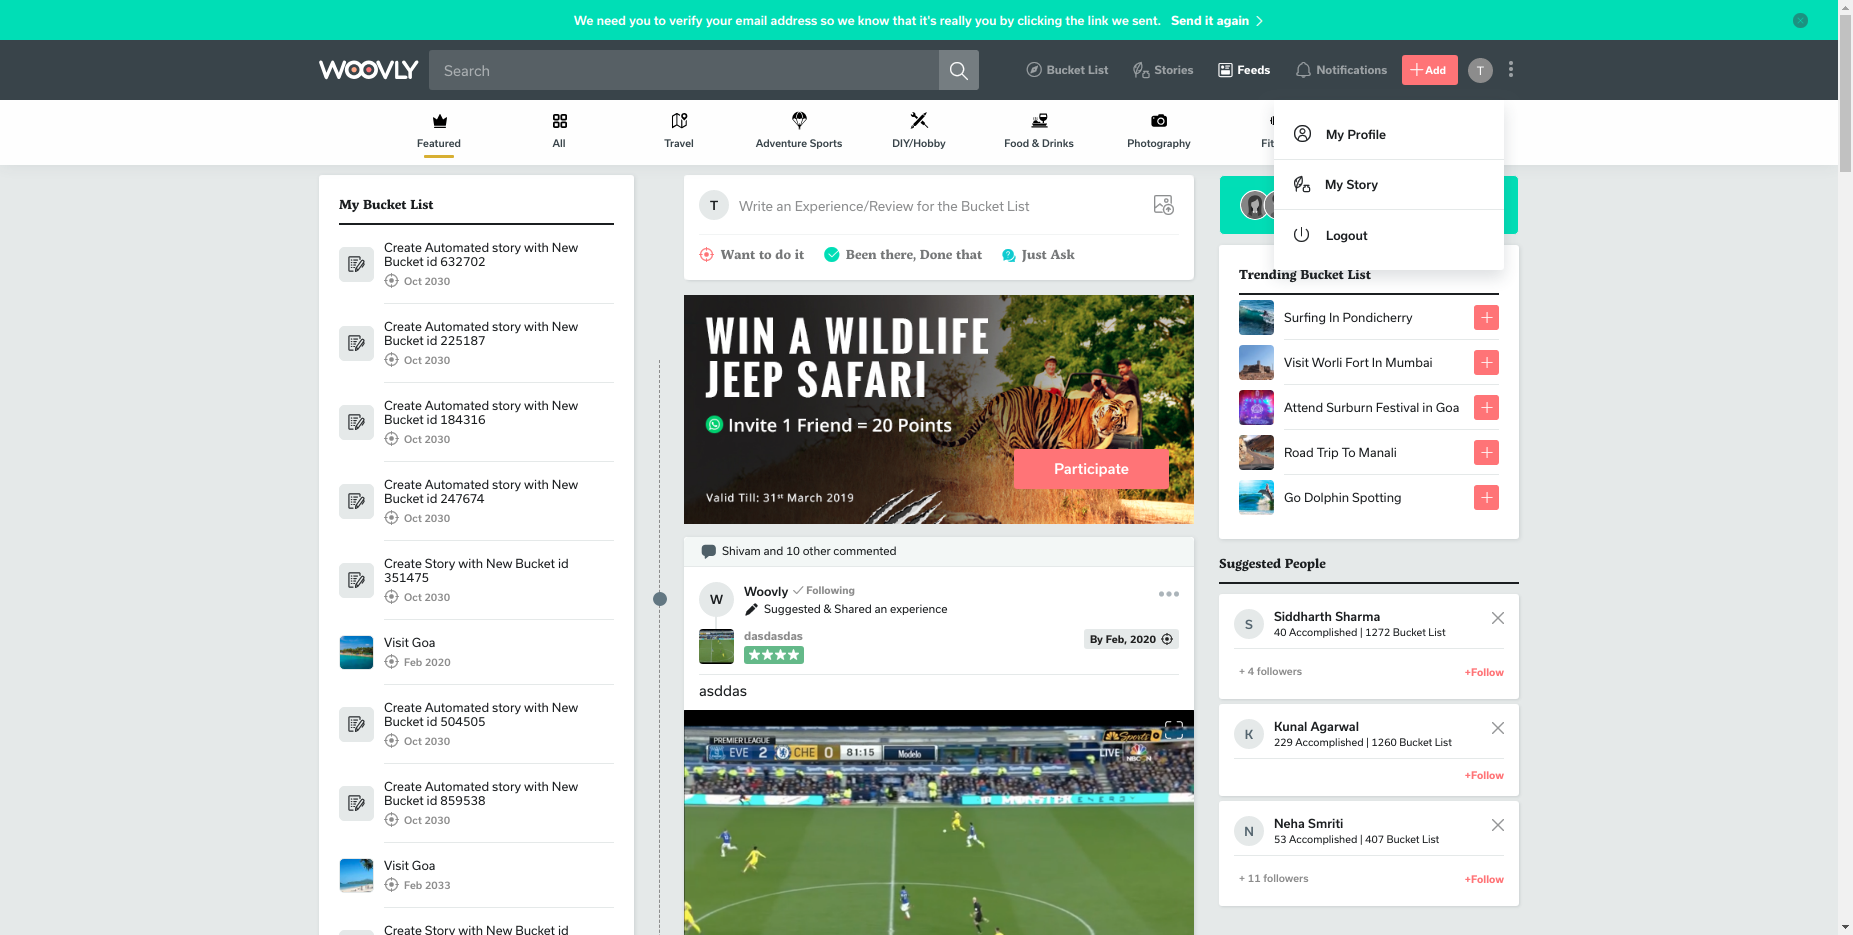 We need you to verify your email address so we know that it's really you by clicking the link we sent. Send it again
WOOVLY
Search
Bucket List
Stories
Feeds
Notifications
Add
T
Featured
All
Travel
Adventure Sports
DIY/Hobby
Food & Drinks
Photography
Fit
My Profile
My Story
Logout
My Bucket List
Create Automated story with New
Bucket id 632702
Oct 2030
Create Automated story with New
Bucket id 225187
Oct 2030
Create Automated story with New
Bucket id 184316
Oct 2030
Create Automated story with New
Bucket id 247674
Oct 2030
Create Story with New Bucket id
351475
Oct 2030
Visit Goa
Feb 2020
Create Automated story with New
Bucket id 504505
Oct 2030
Create Automated story with New
Bucket id 859538
Oct 2030
Visit Goa
Feb 2033
Create Story with New Bucket id
T
Write an Experience/Review for the Bucket List
Want to do it
Been there, Done that
Just Ask
WIN A WILDLIFE
JEEP SAFARI
Invite 1 Friend = 20 Points
Participate
Valid Till: 31st March 2019
Shivam and 10 other commented
W
Woovly
Following
Suggested & Shared an experience
dasdasdas
By Feb, 2020
asddas
PREMIER LEAGUE
EVE 2 CHE 0 81:15 Modelo
Sports
LIVE
NBCSN
MONSTER ENERGY
Trending Bucket List
Surfing In Pondicherry
Visit Worli Fort In Mumbai
Attend Surburn Festival in Goa
Road Trip To Manali
Go Dolphin Spotting
Suggested People
S
Siddharth Sharma
40 Accomplished | 1272 Bucket List
+ 4 followers
+Follow
K
Kunal Agarwal
229 Accomplished | 1260 Bucket List
+Follow
N
Neha Smriti
53 Accomplished | 407 Bucket List
+ 11 followers
+Follow